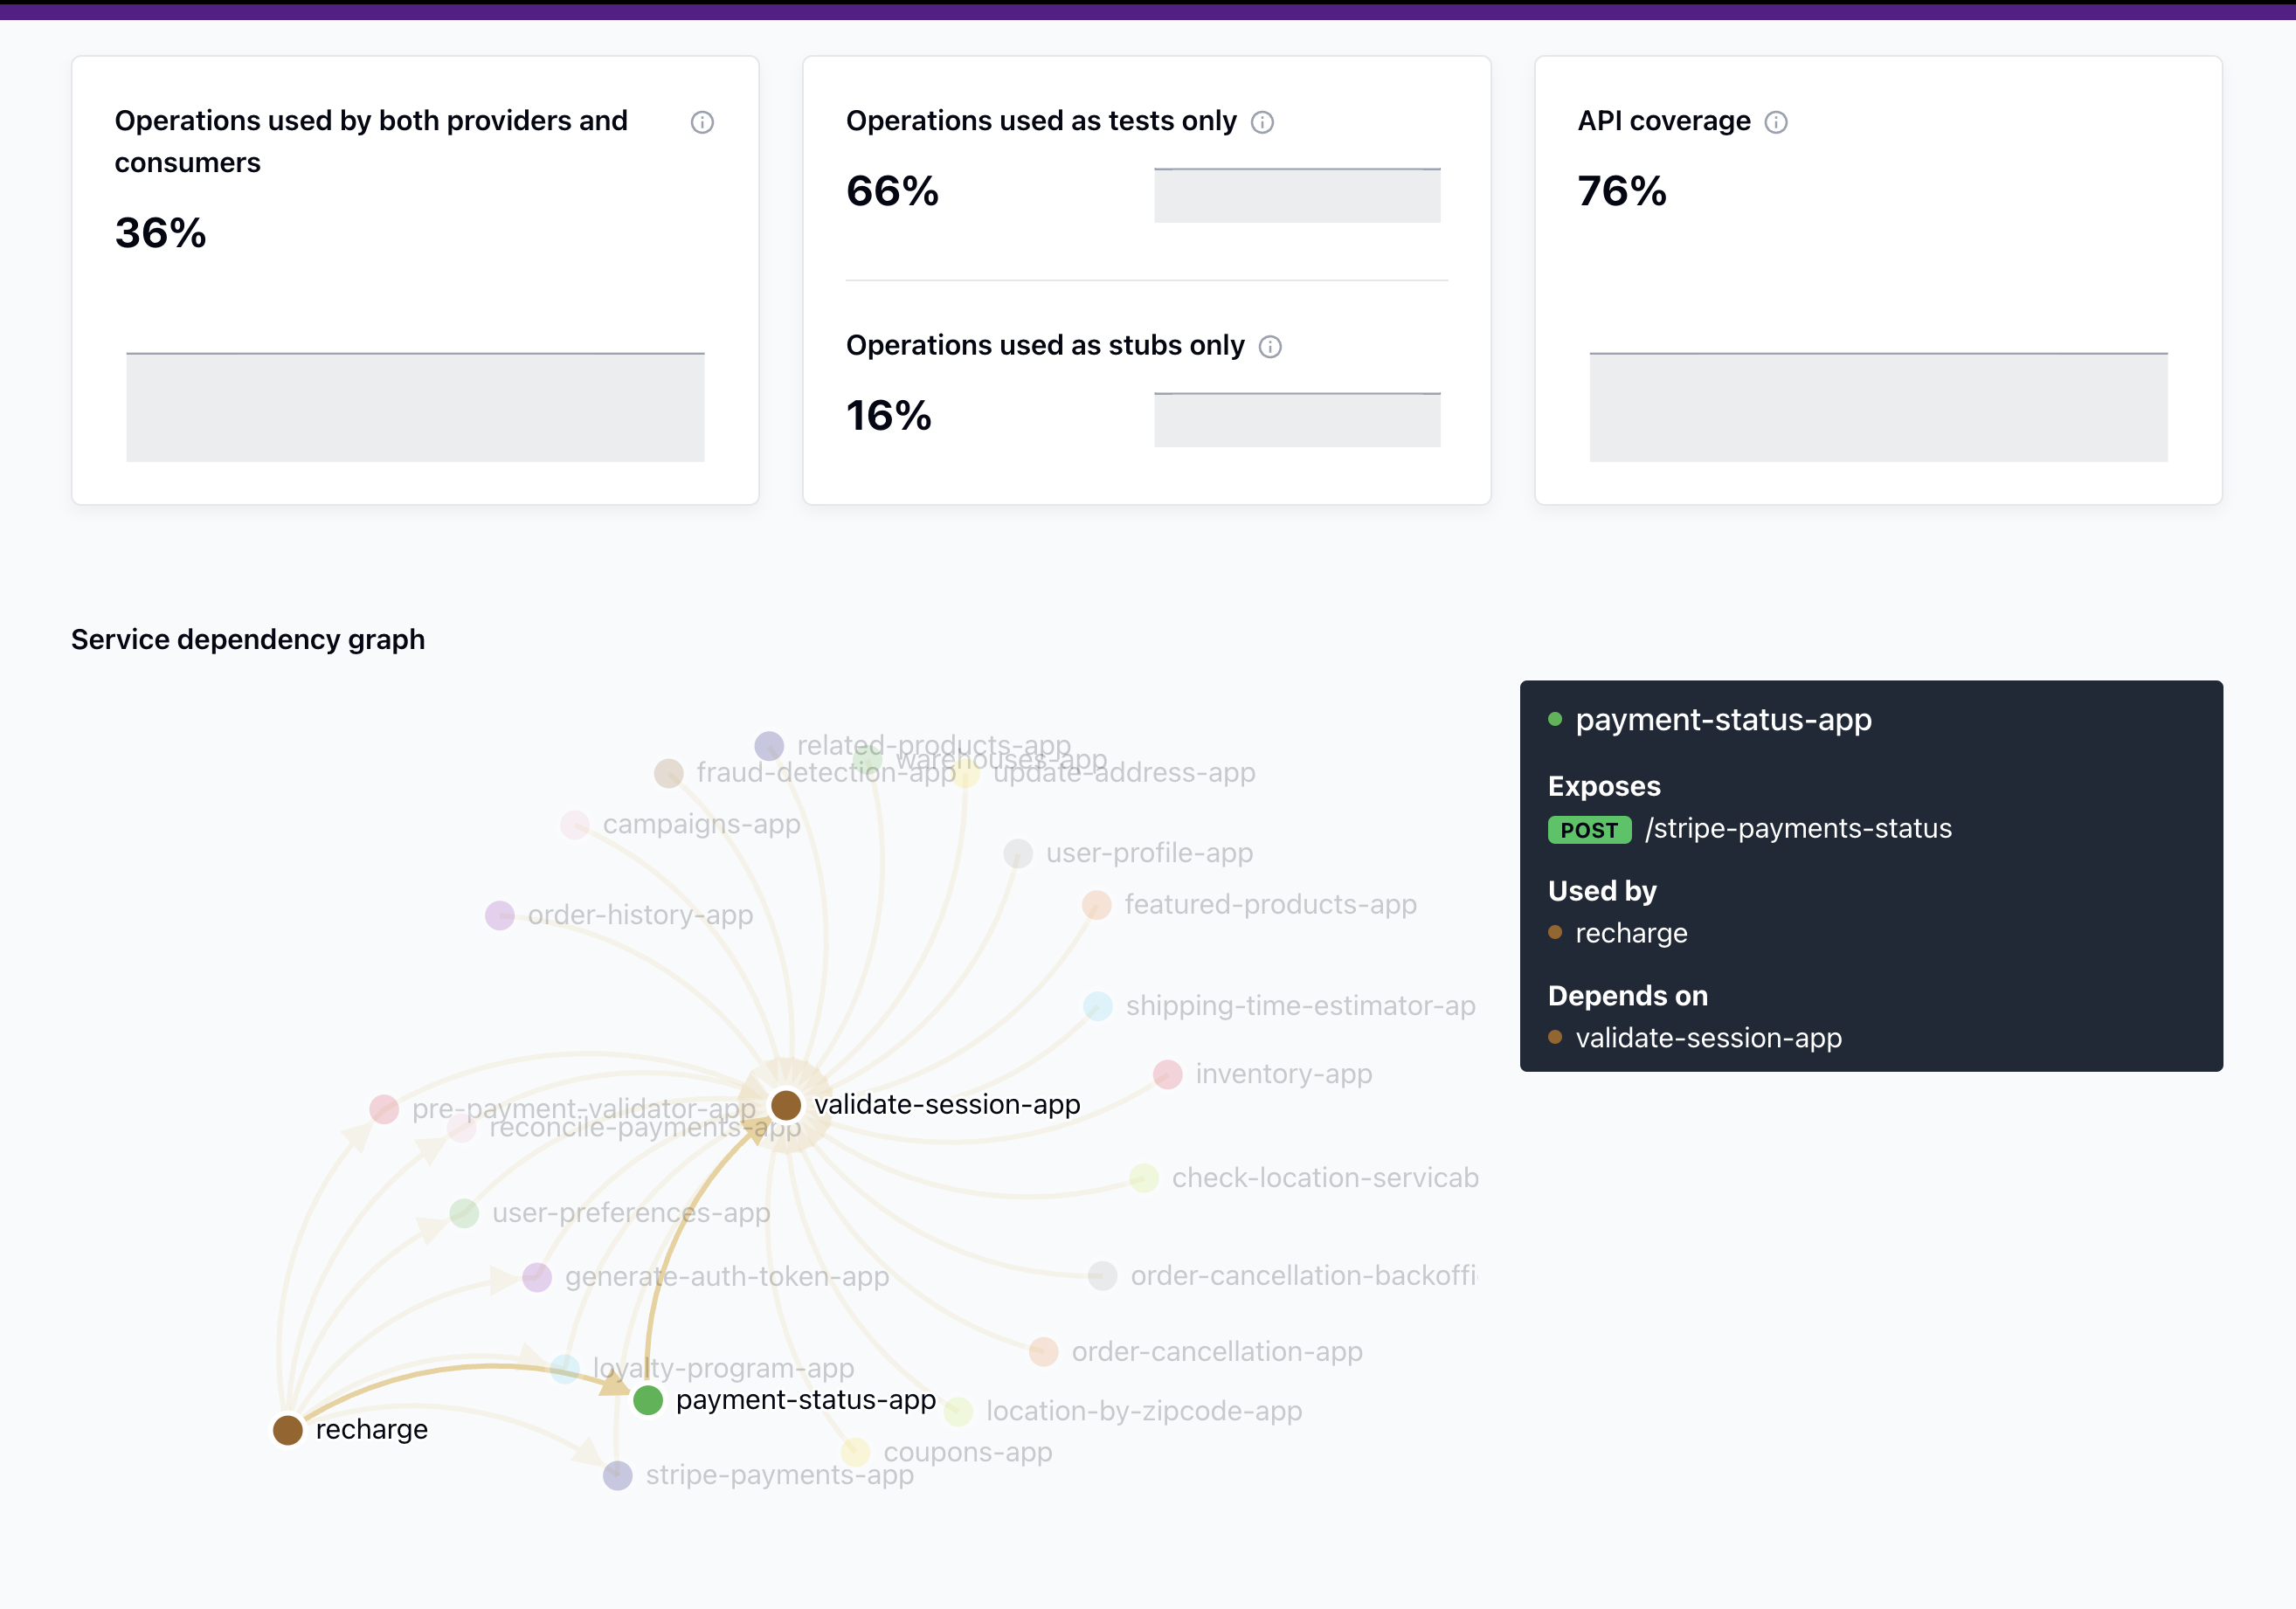 Operations used by both providers and
consumers
36%
Operations used as tests only
66%
Operations used as stubs only
16%
API coverage
76%
Service dependency graph
related-products-app
warehouses-app
fraud-detection-app
update-address-app
campaigns-app
user-profile-app
featured-products-app
order-history-app
shipping-time-estimator-ap
inventory-app
validate-session-app
pre-payment-validator-app
reconcile-payments-app
check-location-servicab
user-preferences-app
generate-auth-token-app
order-cancellation-backoffi
order-cancellation-app
loyalty-program-app
payment-status-app
location-by-zipcode-app
recharge
coupons-app
stripe-payments-app
payment-status-app
Exposes
POST /stripe-payments-status
Used by
recharge
Depends on
validate-session-app